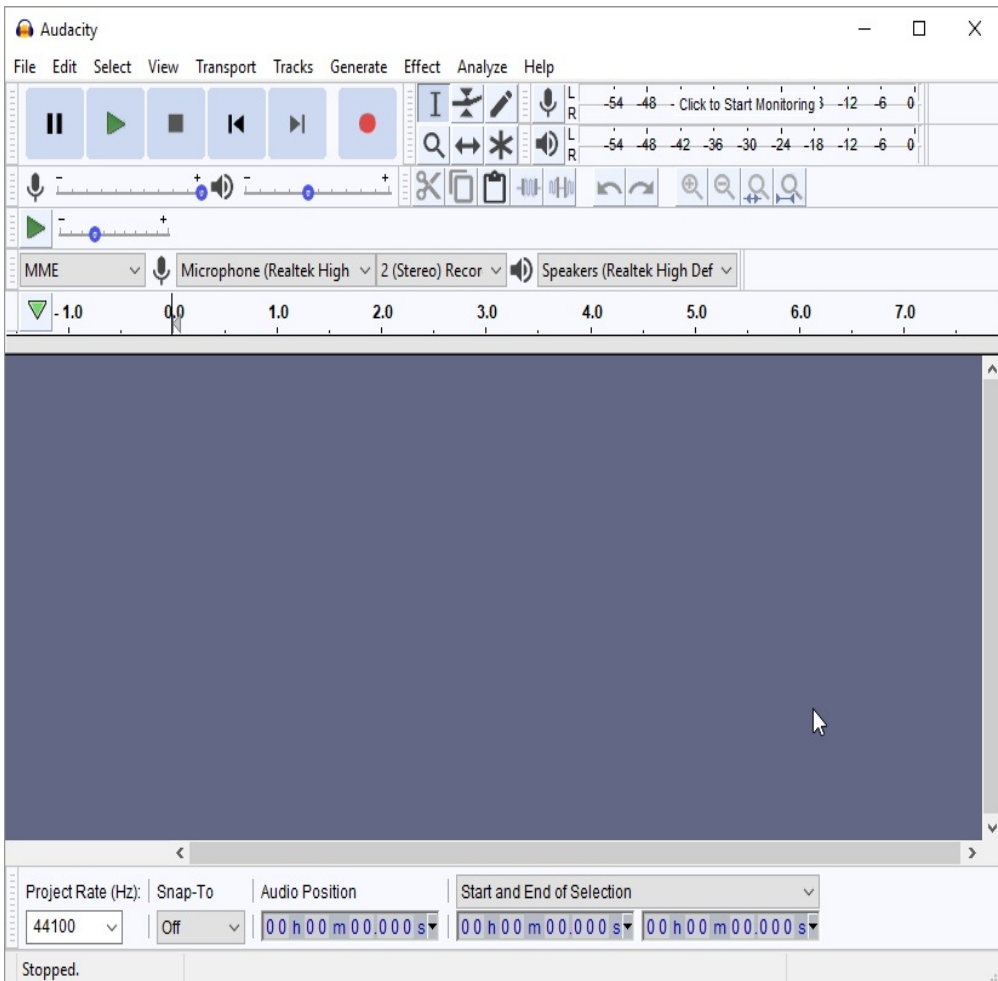 Audacity
File Edit Select View Transport Tracks Generate Effect Analyze Help
L
R
-54 -48 - Click to Start Monitoring -12 -6 0
L
R
-54 -48 -42 -36 -30 -24 -18 -12 -6 0
- + - +
- +
MME Microphone (Realtek High 2 (Stereo) Recor Speakers (Realtek High Def
- 1.0 0.0 1.0 2.0 3.0 4.0 5.0 6.0 7.0
Project Rate (Hz): Snap-To Audio Position Start and End of Selection
44100 Off 00 h 00 m 00.000 s 00 h 00 m 00.000 s 00 h 00 m 00.000 s
Stopped.